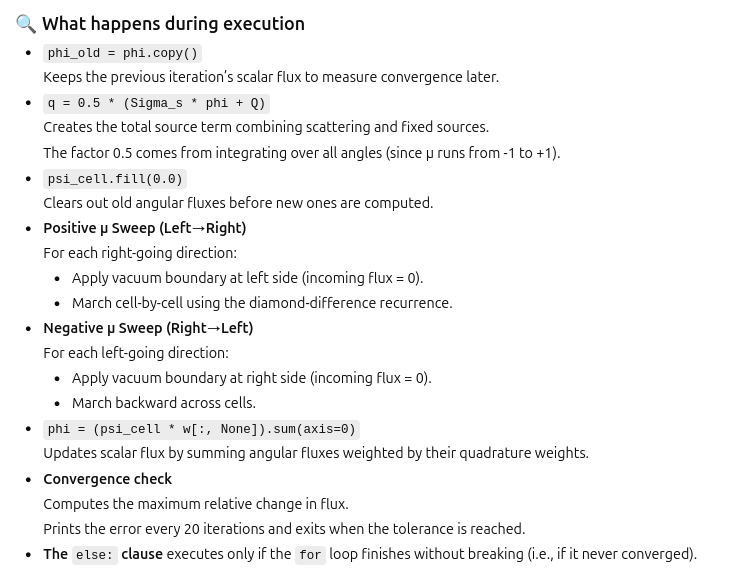 🔍 What happens during execution
• phi_old = phi.copy()
Keeps the previous iteration’s scalar flux to measure convergence later.
• q = 0.5 * (Sigma_s * phi + Q)
Creates the total source term combining scattering and fixed sources.
The factor 0.5 comes from integrating over all angles (since μ runs from -1 to +1).
• psi_cell.fill(0.0)
Clears out old angular fluxes before new ones are computed.
• Positive μ Sweep (Left→Right)
For each right-going direction:
• Apply vacuum boundary at left side (incoming flux = 0).
• March cell-by-cell using the diamond-difference recurrence.
• Negative μ Sweep (Right→Left)
For each left-going direction:
• Apply vacuum boundary at right side (incoming flux = 0).
• March backward across cells.
• phi = (psi_cell * w[:, None]).sum(axis=0)
Updates scalar flux by summing angular fluxes weighted by their quadrature weights.
• Convergence check
Computes the maximum relative change in flux.
Prints the error every 20 iterations and exits when the tolerance is reached.
• The else: clause executes only if the for loop finishes without breaking (i.e., if it never converged).